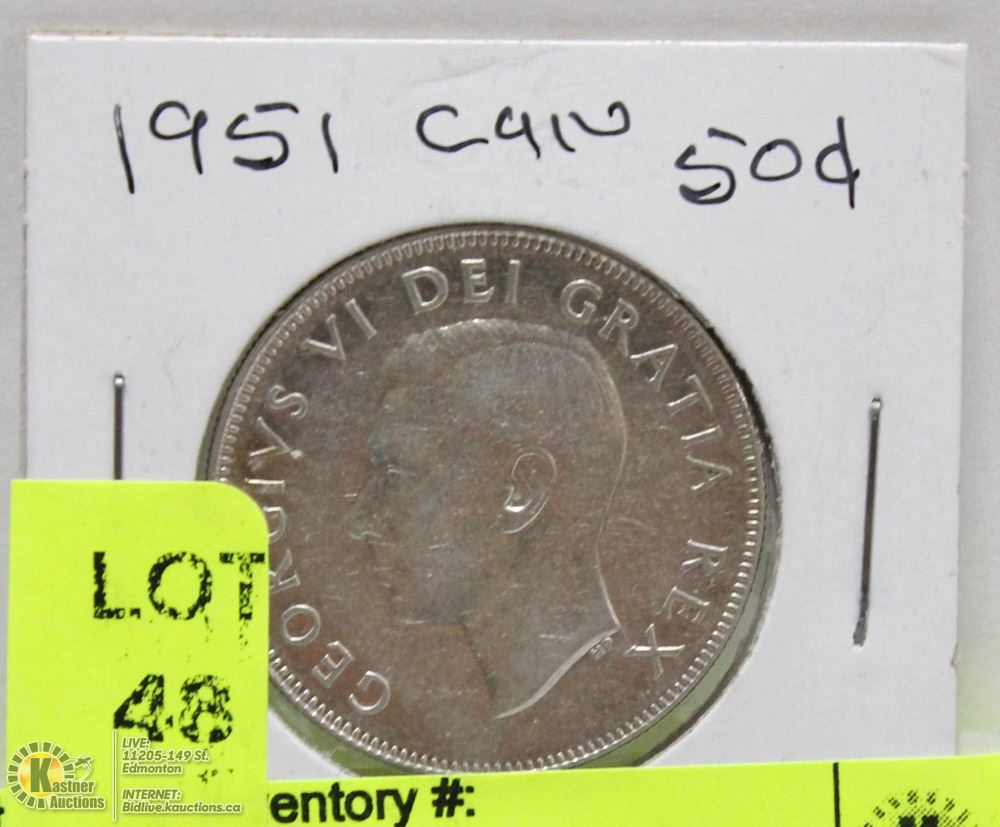 1951 CAN 50¢
GEORGIVS VI DEI GRATIA REX
LOT
48
entory #:
Kastner
Auctions
LIVE:
11205-149 St.
Edmonton
INTERNET:
Bidlive.kauctions.ca